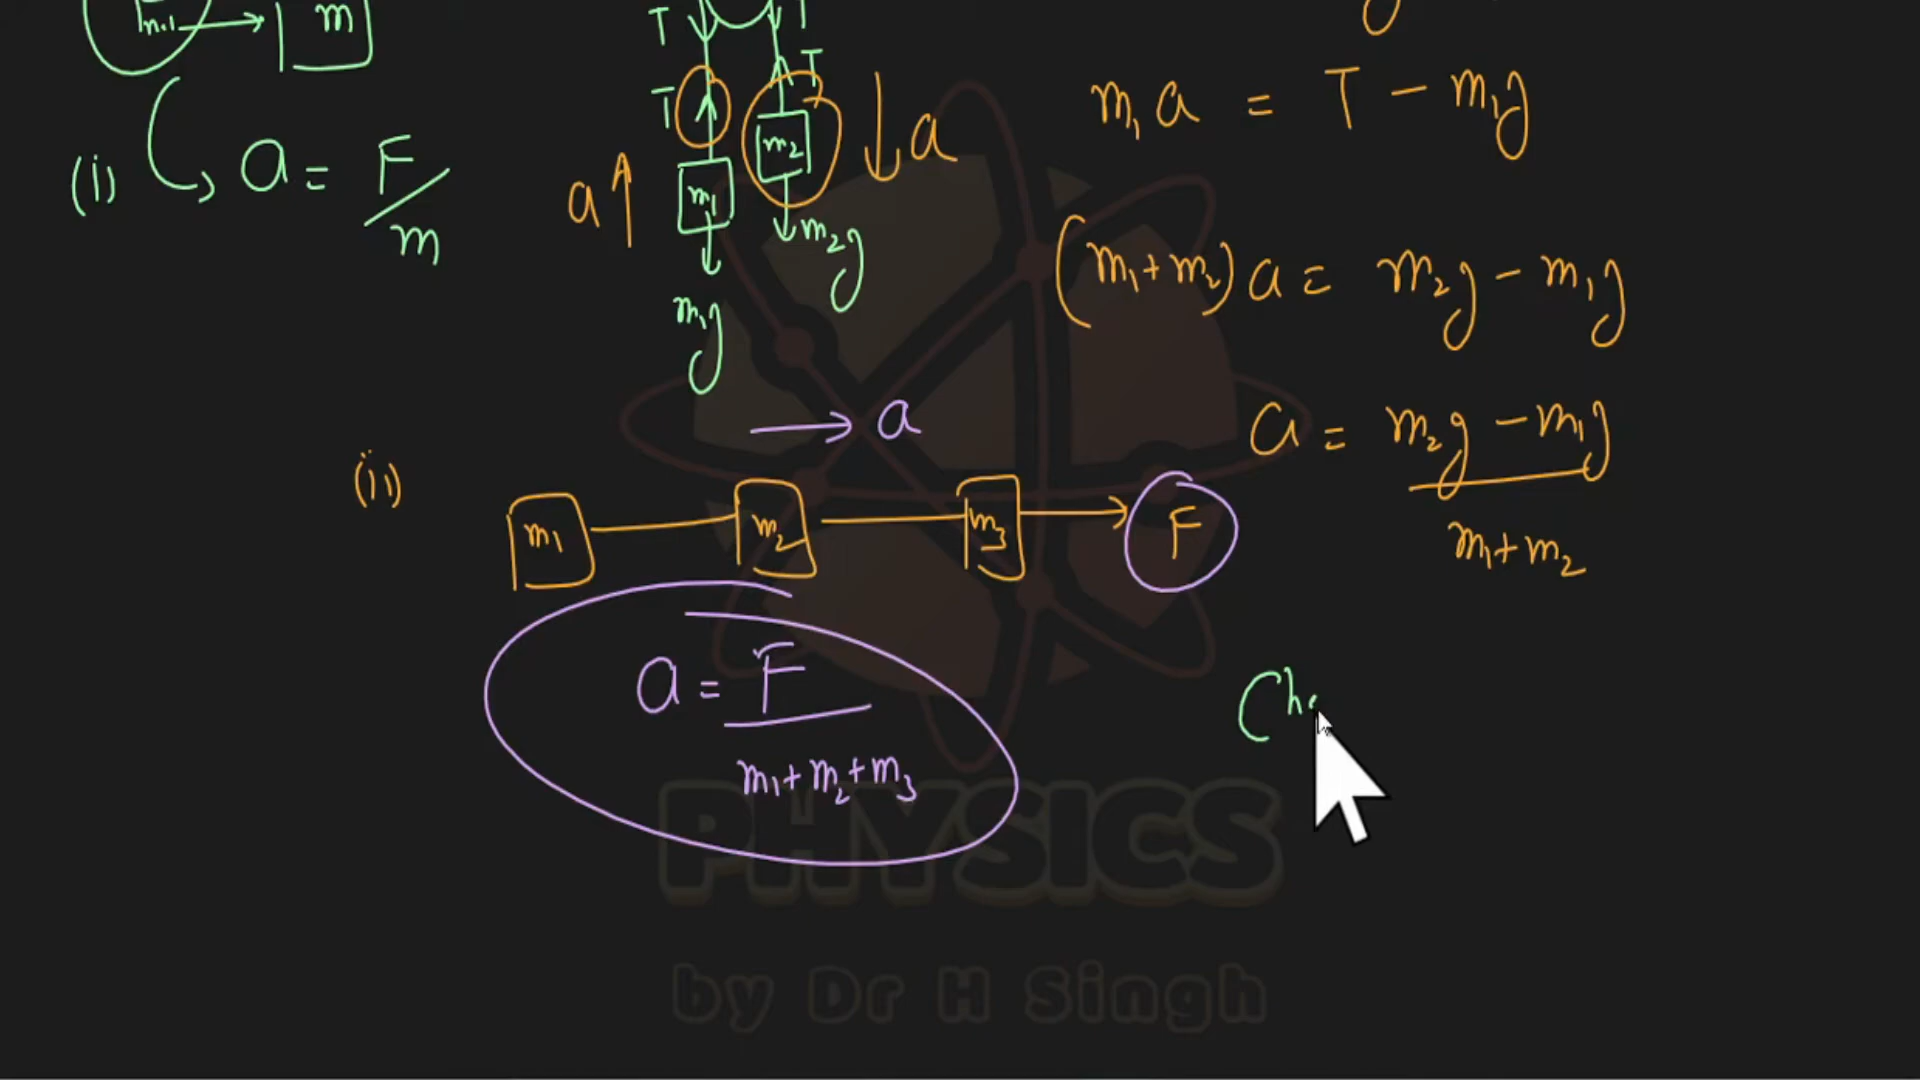 m
T
T
T
T
a
m₁a = T - m₁g
(i) a = F/m
m₂
a
m₁
m₂g
m₁g
(m₁+m₂)a = m₂g - m₁g
a
a = m₂g - m₁g
m₁+m₂
(ii)
m₁ m₂ m₃ F
a = F
m₁+m₂+m₃
PHYSICS
by Dr H Singh